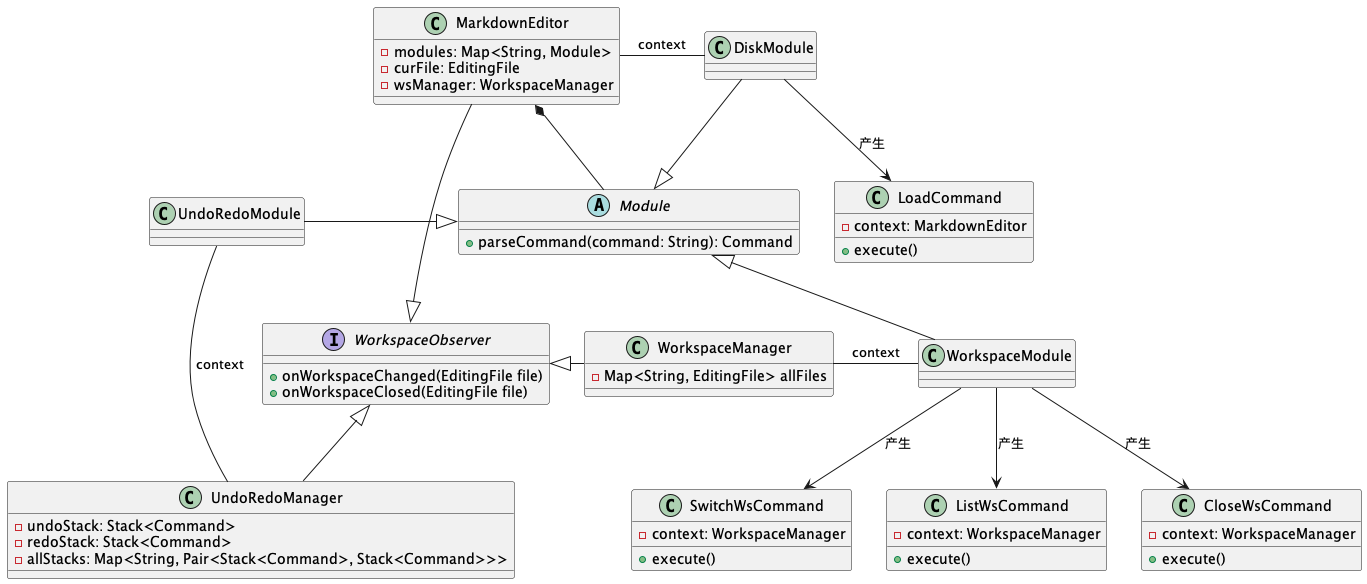 C MarkdownEditor
modules: Map<String, Module>
curFile: EditingFile
wsManager: WorkspaceManager
context
C DiskModule
产生
C LoadCommand
context: MarkdownEditor
execute()
C UndoRedoModule
A Module
parseCommand(command: String): Command
context
I WorkspaceObserver
onWorkspaceChanged(EditingFile file)
onWorkspaceClosed(EditingFile file)
C WorkspaceManager
Map<String, EditingFile> allFiles
context
C WorkspaceModule
产生
产生
产生
C UndoRedoManager
undoStack: Stack<Command>
redoStack: Stack<Command>
allStacks: Map<String, Pair<Stack<Command>, Stack<Command>>>
C SwitchWsCommand
context: WorkspaceManager
execute()
C ListWsCommand
context: WorkspaceManager
execute()
C CloseWsCommand
context: WorkspaceManager
execute()